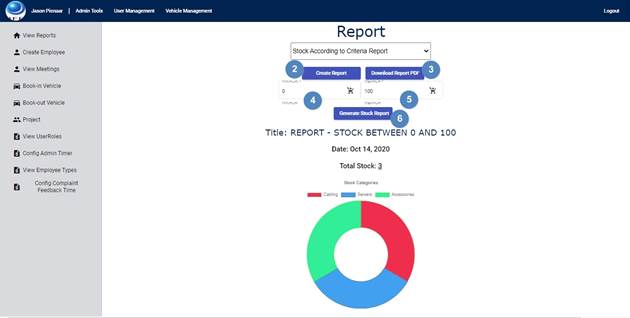 Jason Pienaar | Admin Tools User Management Vehicle Management Logout
Report
View Reports
Create Employee
View Meetings
Book-in Vehicle
Book-out Vehicle
Project
View UserRoles
Config Admin Timer
View Employee Types
Config Complaint
Feedback Time
Stock According to Criteria Report
2 Create Report Download Report PDF 3
0 100
4 5
Generate Stock Report 6
Title: REPORT - STOCK BETWEEN 0 AND 100
Date: Oct 14, 2020
Total Stock: 3
Stock Categories
Cabling Servers Accessories